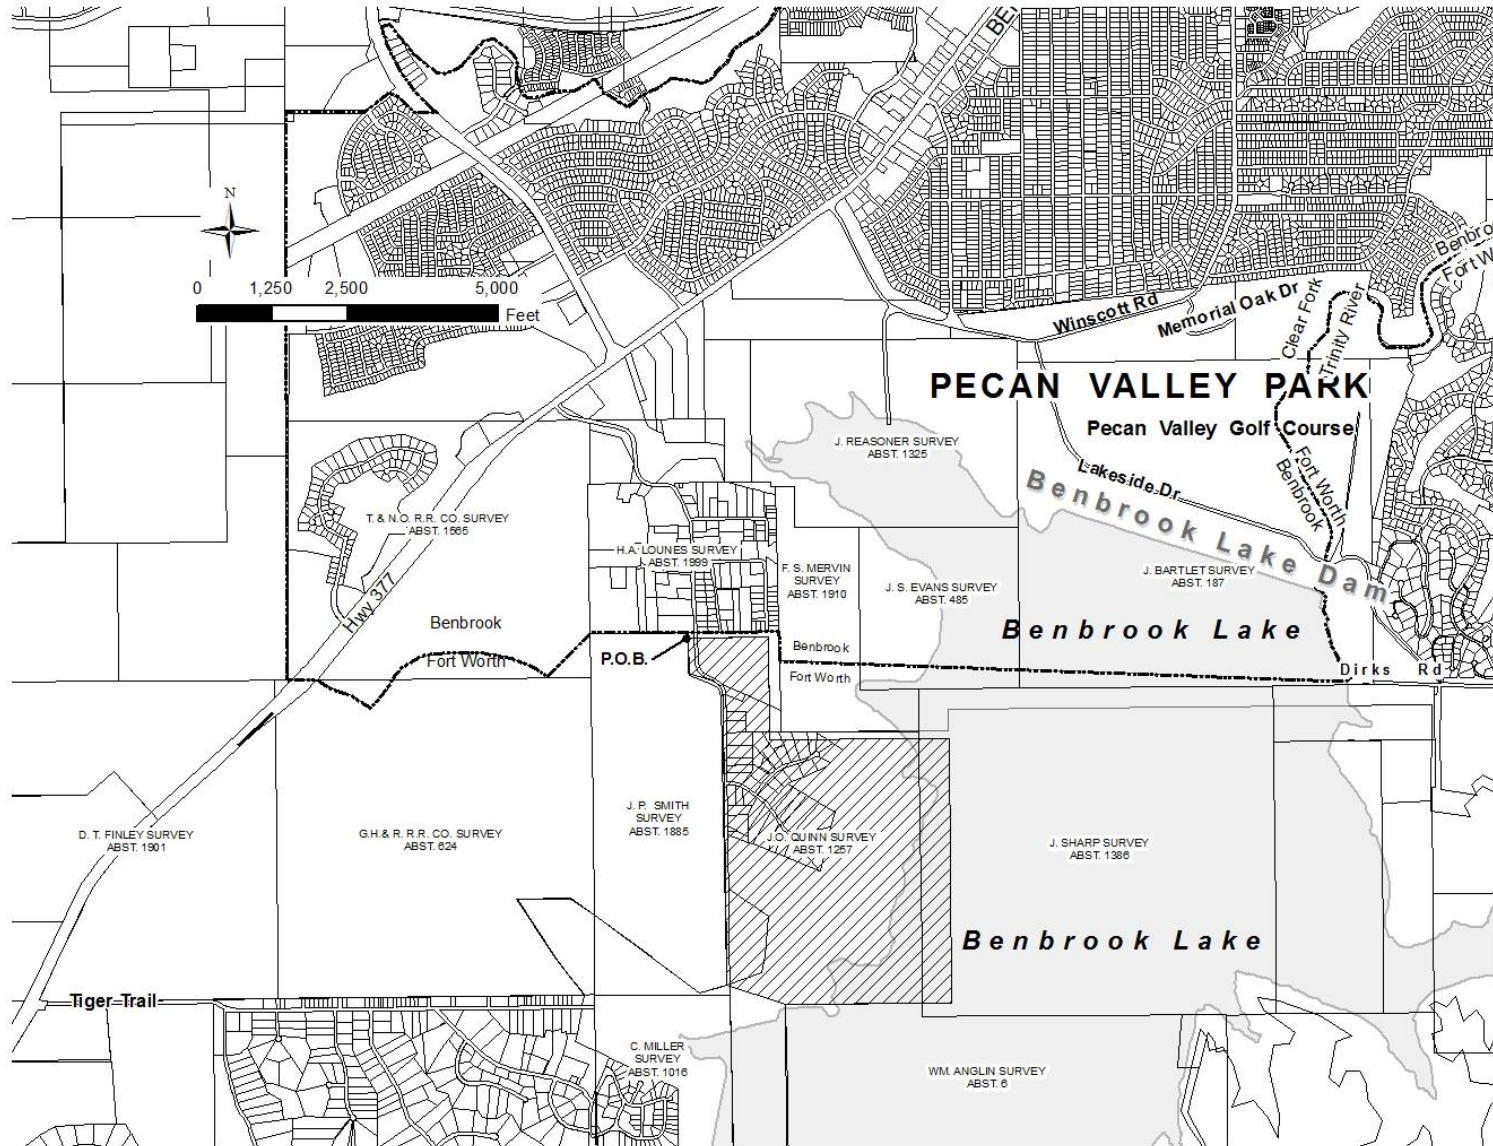 BE
N
0 1,250 2,500 5,000
Feet
Benbro
Fort W
Winscott Rd
Memorial Oak Dr
Clear Fork
Trinity River
PECAN VALLEY PARK
Pecan Valley Golf Course
J. REASONER SURVEY
ABST. 1325
Lakeside Dr
Fort Worth
Benbrook
Benbrook Lake Dam
T. & N.O. R.R. CO. SURVEY
ABST. 1565
H.A. LOUNES SURVEY
ABST. 1999
F. S. MERVIN
SURVEY
ABST. 1910
J. S. EVANS SURVEY
ABST. 485
J. BARTLET SURVEY
ABST. 187
Hwy 377
Benbrook
Fort Worth
P.O.B.
Benbrook
Fort Worth
Benbrook Lake
Dirks Rd
D. T. FINLEY SURVEY
ABST. 1901
G.H.& R. R.R. CO. SURVEY
ABST. 624
J. P. SMITH
SURVEY
ABST. 1885
J.O. QUINN SURVEY
ABST. 1257
J. SHARP SURVEY
ABST. 1386
Benbrook Lake
Tiger Trail
C. MILLER
SURVEY
ABST. 1016
WM. ANGLIN SURVEY
ABST. 6